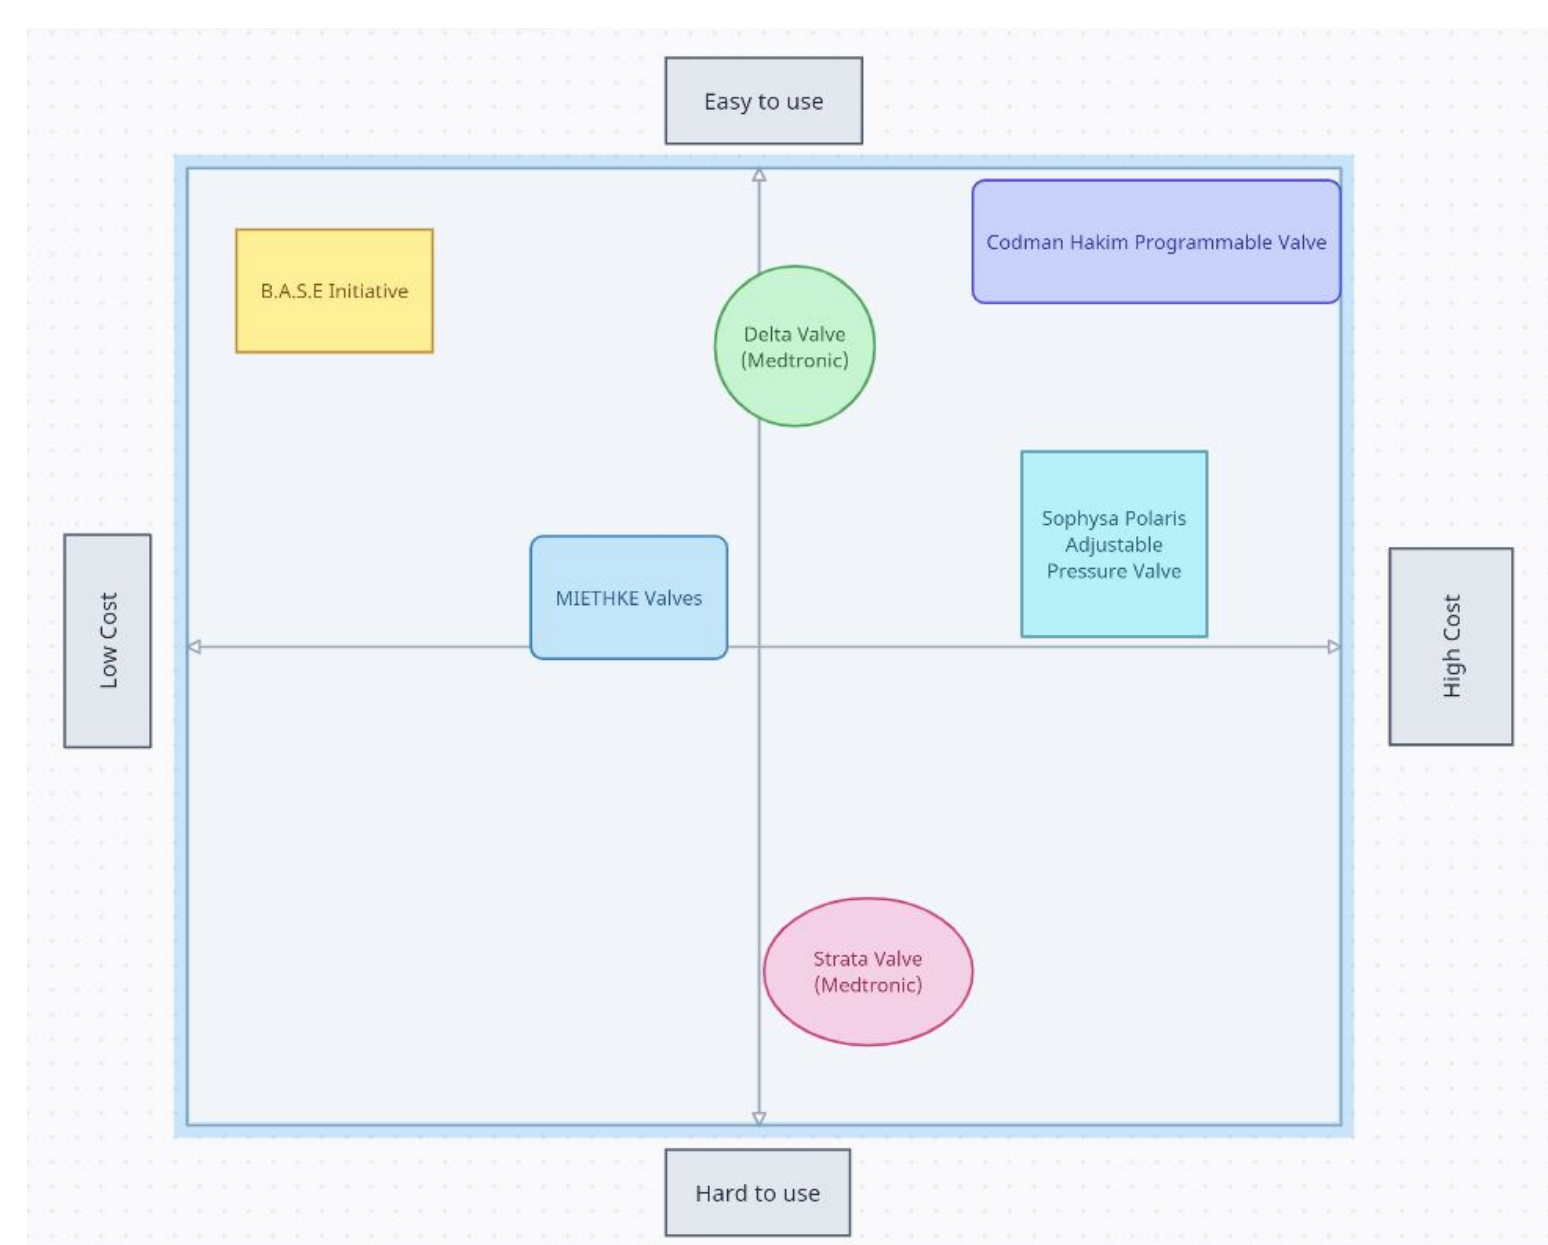 Easy to use
Codman Hakim Programmable Valve
B.A.S.E Initiative
Delta Valve
(Medtronic)
Sophysa Polaris
Adjustable
Pressure Valve
MIETHKE Valves
Low Cost
High Cost
Strata Valve
(Medtronic)
Hard to use